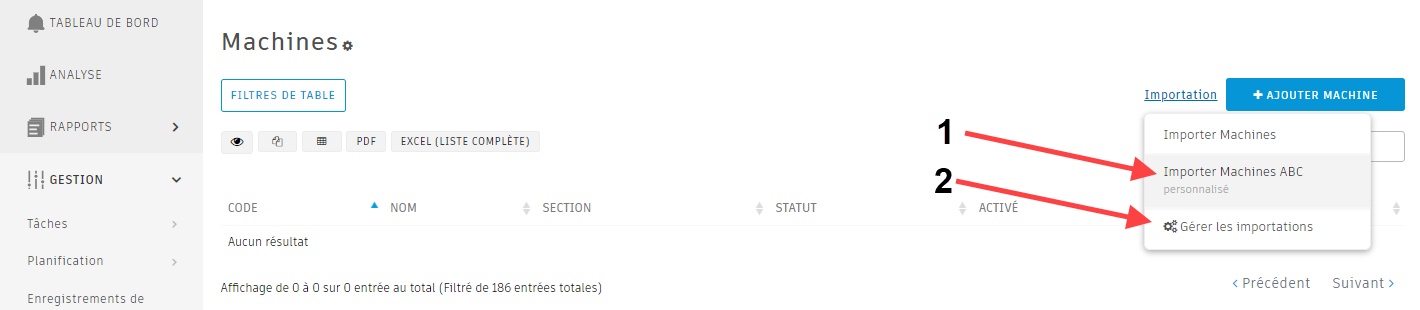 TABLEAU DE BORD
ANALYSE
RAPPORTS
GESTION
Tâches
Planification
Enregistrements de
Machines
FILTRES DE TABLE
Importation
AJOUTER MACHINE
PDF
EXCEL (LISTE COMPLÈTE)
1
2
Importer Machines
Importer Machines ABC
personnalisé
Gérer les importations
CODE NOM SECTION STATUT ACTIVÉ
Aucun résultat
Affichage de 0 à 0 sur 0 entrée au total (Filtré de 186 entrées totales)
Précédent Suivant